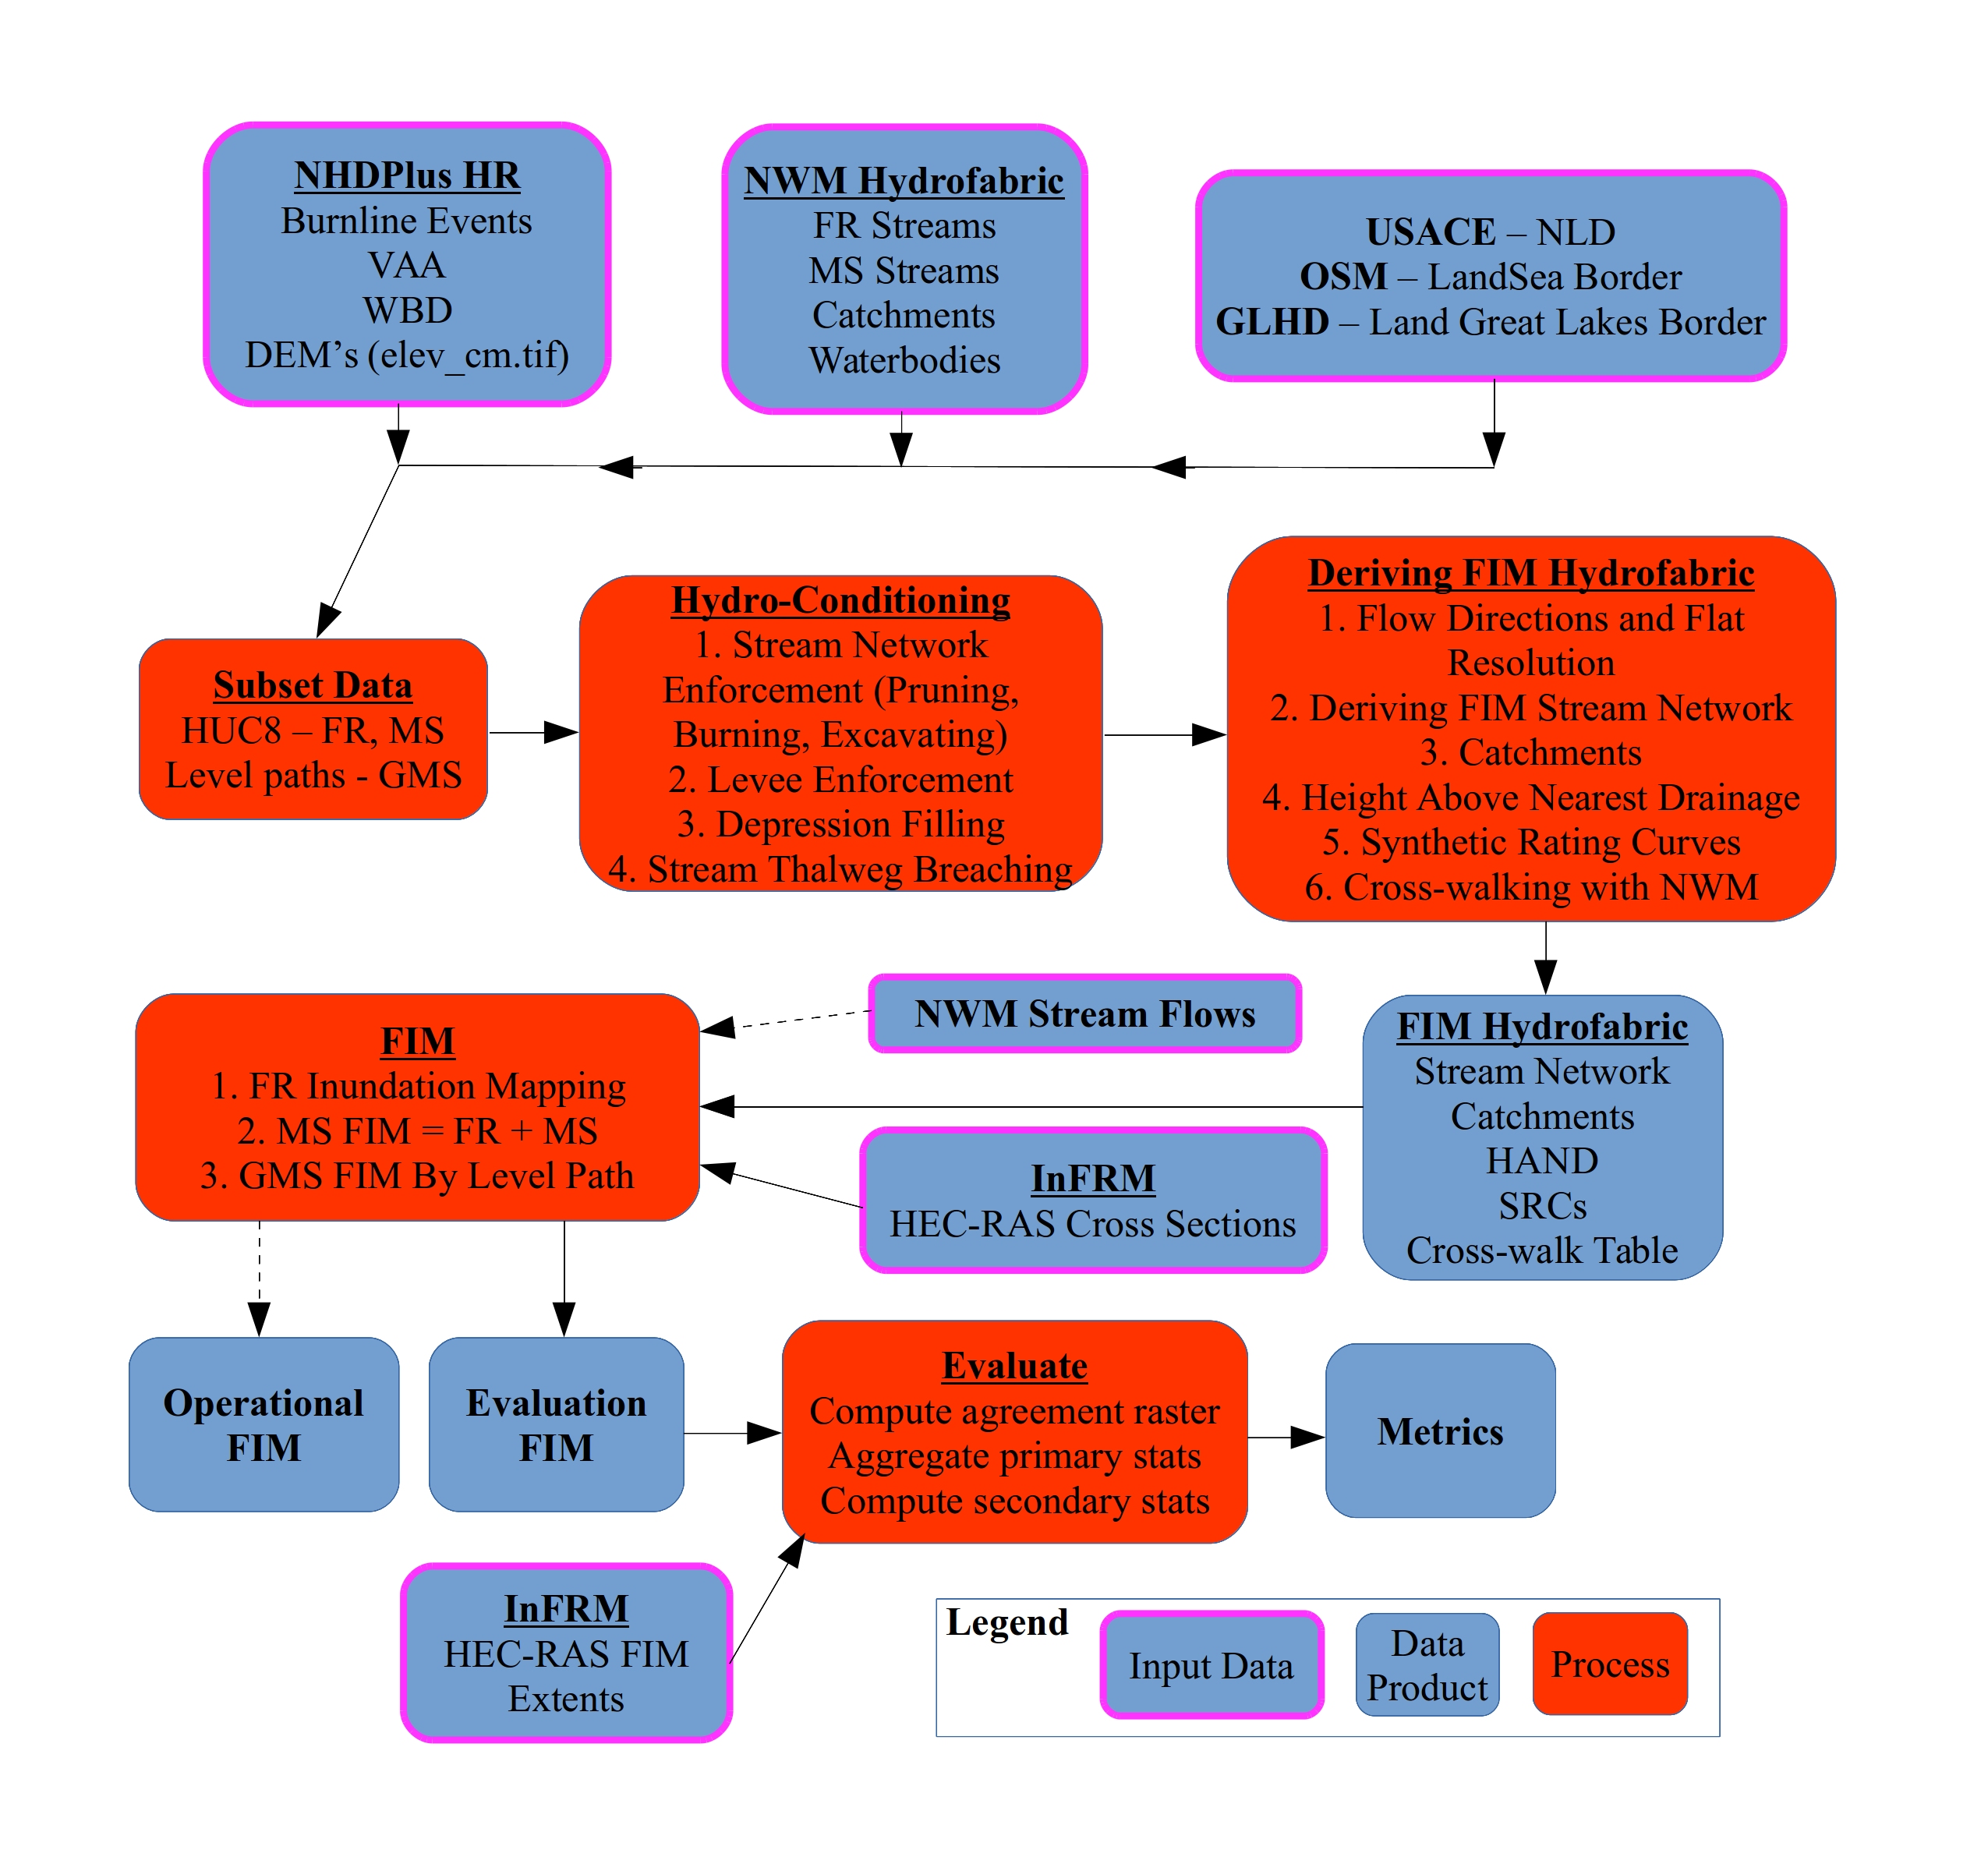 NHDPlus HR
Burnline Events
VAA
WBD
DEM’s (elev_cm.tif)
NWM Hydrofabric
FR Streams
MS Streams
Catchments
Waterbodies
USACE – NLD
OSM – LandSea Border
GLHD – Land Great Lakes Border
Subset Data
HUC8 – FR, MS
Level paths - GMS
Hydro-Conditioning
1. Stream Network
Enforcement (Pruning,
Burning, Excavating)
2. Levee Enforcement
3. Depression Filling
4. Stream Thalweg Breaching
Deriving FIM Hydrofabric
1. Flow Directions and Flat
Resolution
2. Deriving FIM Stream Network
3. Catchments
4. Height Above Nearest Drainage
5. Synthetic Rating Curves
6. Cross-walking with NWM
FIM
1. FR Inundation Mapping
2. MS FIM = FR + MS
3. GMS FIM By Level Path
NWM Stream Flows
InFRM
HEC-RAS Cross Sections
FIM Hydrofabric
Stream Network
Catchments
HAND
SRCs
Cross-walk Table
Operational
FIM
Evaluation
FIM
Evaluate
Compute agreement raster
Aggregate primary stats
Compute secondary stats
Metrics
InFRM
HEC-RAS FIM
Extents
Legend
Input Data
Data
Product
Process